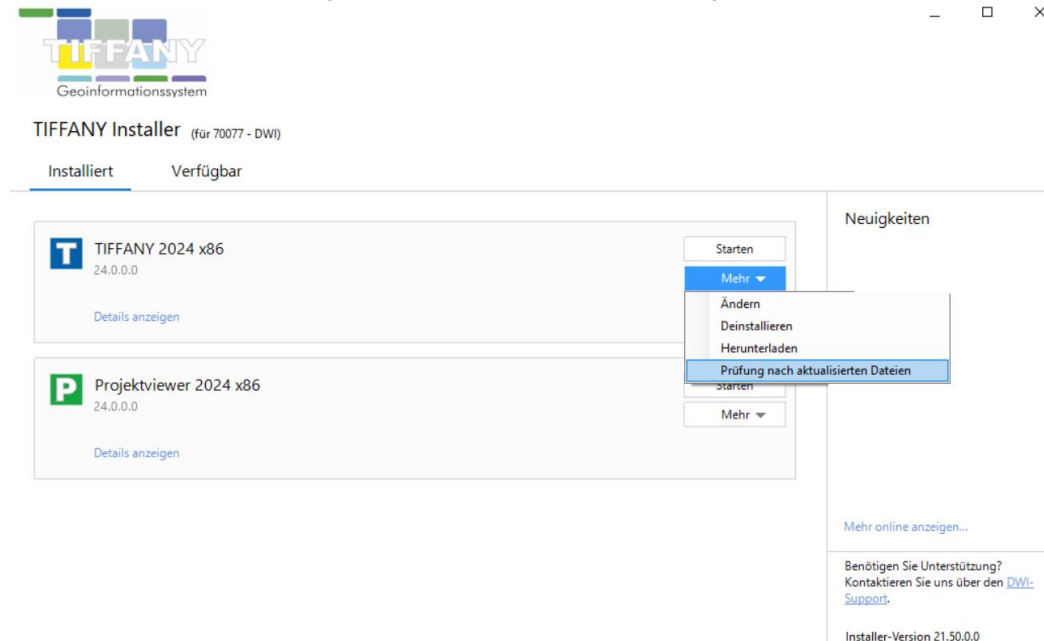 TIFFANY
Geoinformationssystem
TIFFANY Installer (für 70077 - DWI)
Installiert Verfügbar
TIFFANY 2024 x86
24.0.0.0
Details anzeigen
Starten
Mehr
Ändern
Deinstallieren
Herunterladen
Prüfung nach aktualisierten Dateien
Projektviewer 2024 x86
24.0.0.0
Details anzeigen
Starten
Mehr
Neuigkeiten
Mehr online anzeigen...
Benötigen Sie Unterstützung?
Kontaktieren Sie uns über den DWI-
Support.
Installer-Version 21.50.0.0